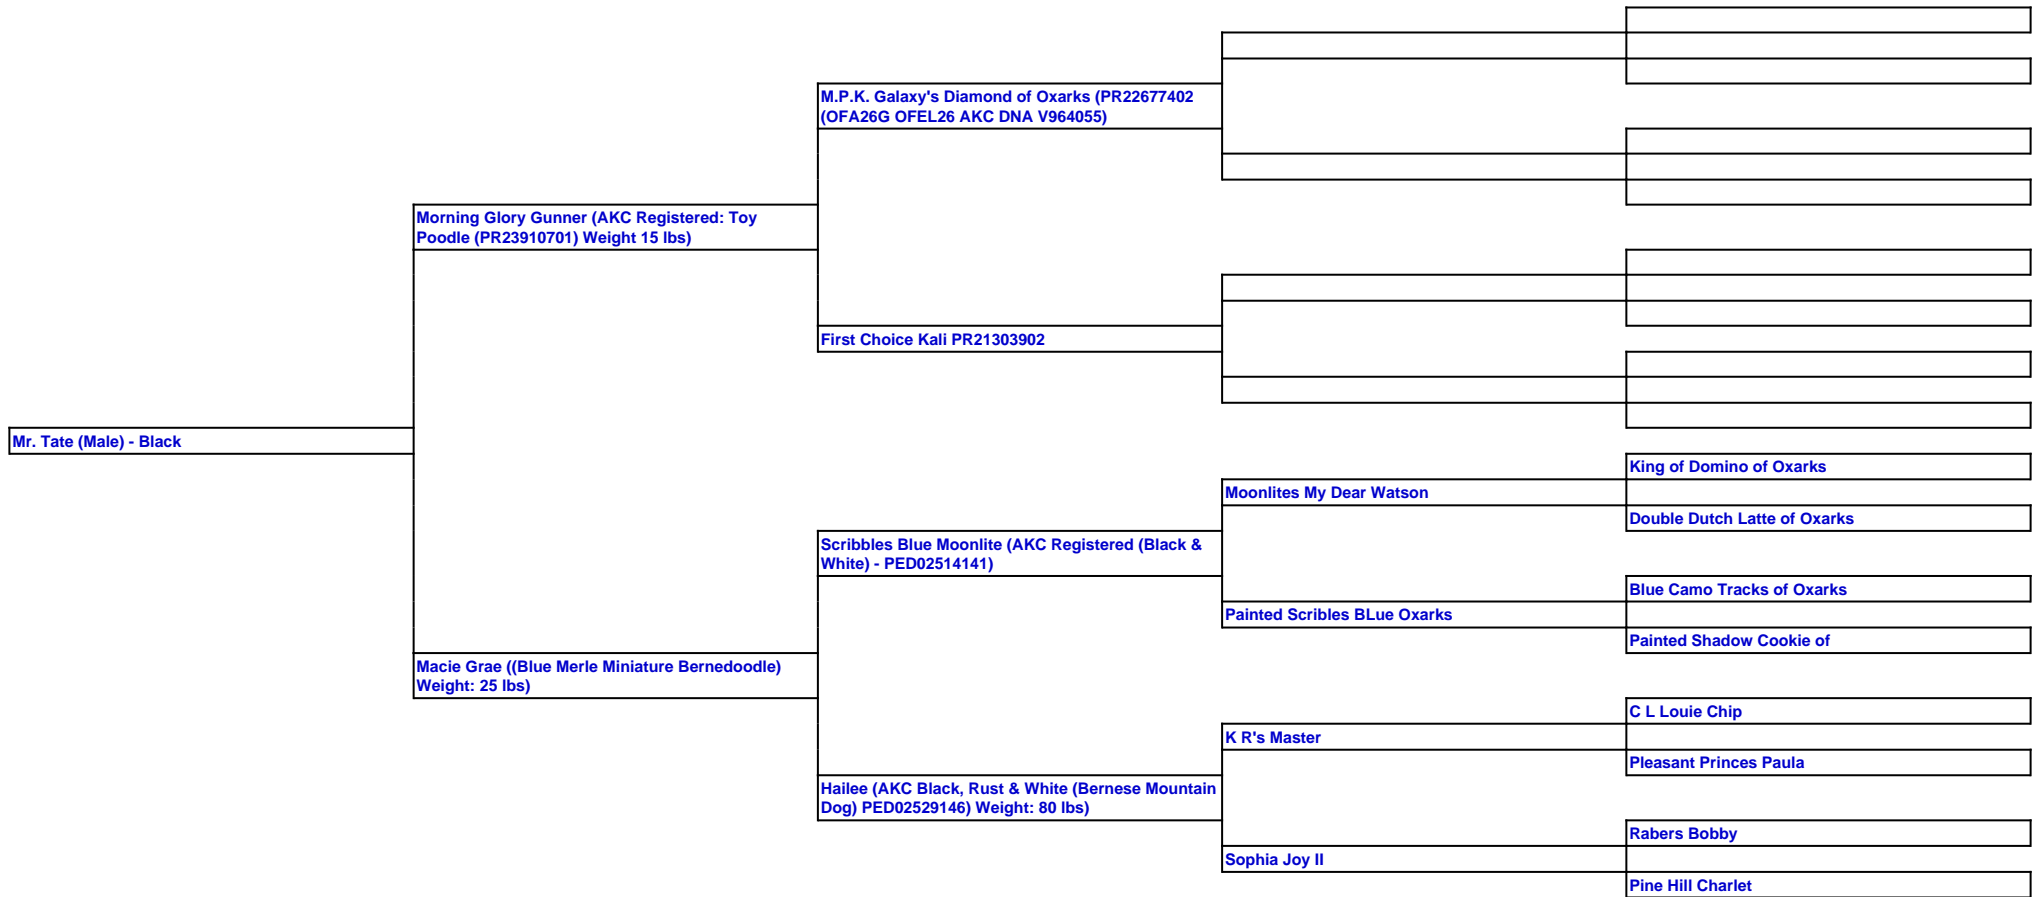 M.P.K. Galaxy's Diamond of Oxarks (PR22677402
(OFA26G OFEL26 AKC DNA V964055)
Morning Glory Gunner (AKC Registered: Toy
Poodle (PR23910701) Weight 15 lbs)
First Choice Kali PR21303902
Mr. Tate (Male) - Black
King of Domino of Oxarks
Moonlites My Dear Watson
Double Dutch Latte of Oxarks
Scribbles Blue Moonlite (AKC Registered (Black &
White) - PED02514141)
Blue Camo Tracks of Oxarks
Painted Scribles BLue Oxarks
Painted Shadow Cookie of
Macie Grae ((Blue Merle Miniature Bernedoodle)
Weight: 25 lbs)
C L Louie Chip
K R's Master
Pleasant Princes Paula
Hailee (AKC Black, Rust & White (Bernese Mountain
Dog) PED02529146) Weight: 80 lbs)
Rabers Bobby
Sophia Joy II
Pine Hill Charlet